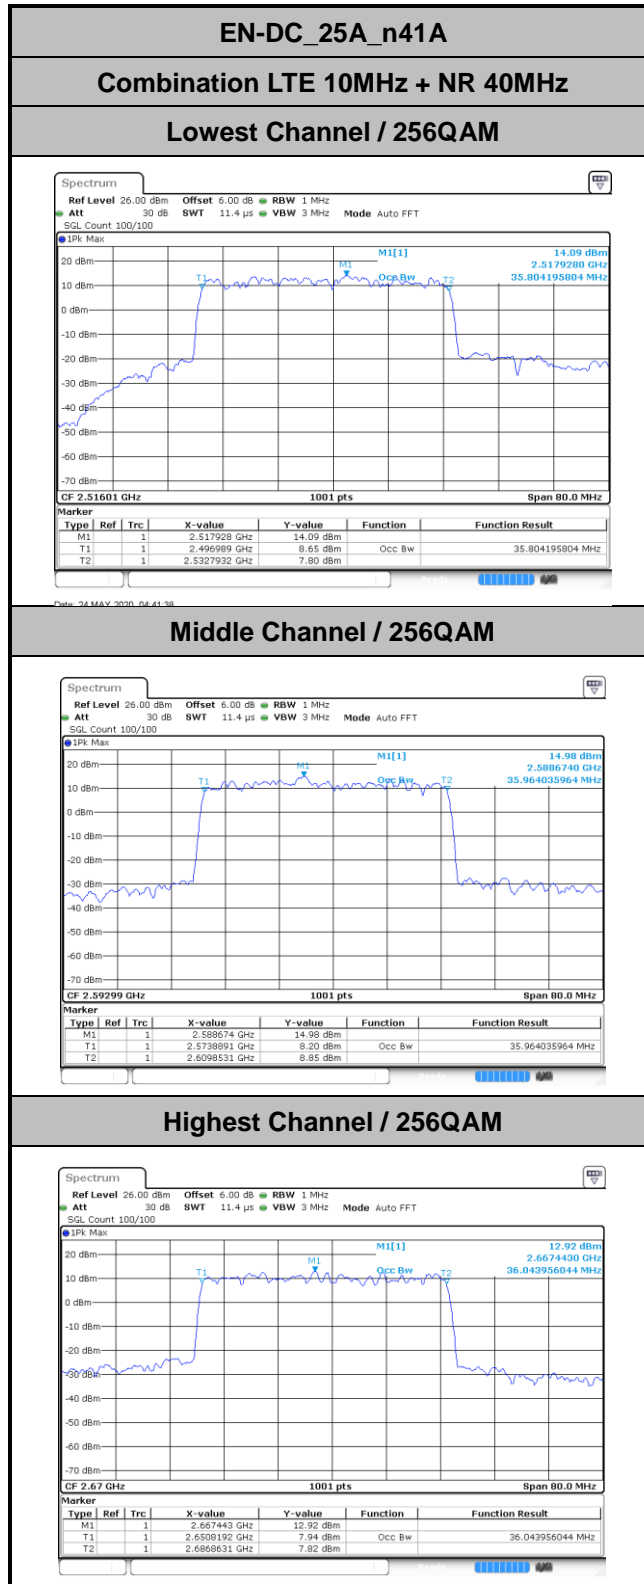 EN-DC_25A_n41A
Combination LTE 10MHz + NR 40MHz
Lowest Channel / 256QAM
Spectrum
Ref Level 26.00 dBm Offset 6.00 dB RBW 1 MHz
Att 30 dB SWT 11.4 µs VBW 3 MHz Mode Auto FFT
SGL Count 100/100
1Pk Max
M1[1] 14.09 dBm
2.5179280 GHz
Occ Bw 35.804195804 MHz
M1
T1
T2
20 dBm
10 dBm
0 dBm
-10 dBm
-20 dBm
-30 dBm
-40 dBm
-50 dBm
-60 dBm
-70 dBm
CF 2.51601 GHz 1001 pts Span 80.0 MHz
Marker
Type Ref Trc X-value Y-value Function Function Result
M1 1 2.517928 GHz 14.09 dBm
T1 1 2.496989 GHz 8.65 dBm Occ Bw 35.804195804 MHz
T2 1 2.5327932 GHz 7.80 dBm
Date: 24 MAY 2020 04:41:38
Middle Channel / 256QAM
Spectrum
Ref Level 26.00 dBm Offset 6.00 dB RBW 1 MHz
Att 30 dB SWT 11.4 µs VBW 3 MHz Mode Auto FFT
SGL Count 100/100
1Pk Max
M1[1] 14.98 dBm
2.5886740 GHz
Occ Bw 35.964035964 MHz
M1
T1
T2
20 dBm
10 dBm
0 dBm
-10 dBm
-20 dBm
-30 dBm
-40 dBm
-50 dBm
-60 dBm
-70 dBm
CF 2.59299 GHz 1001 pts Span 80.0 MHz
Marker
Type Ref Trc X-value Y-value Function Function Result
M1 1 2.588674 GHz 14.98 dBm
T1 1 2.5738891 GHz 8.20 dBm Occ Bw 35.964035964 MHz
T2 1 2.6098531 GHz 8.85 dBm
Highest Channel / 256QAM
Spectrum
Ref Level 26.00 dBm Offset 6.00 dB RBW 1 MHz
Att 30 dB SWT 11.4 µs VBW 3 MHz Mode Auto FFT
SGL Count 100/100
1Pk Max
M1[1] 12.92 dBm
2.6674430 GHz
Occ Bw 36.043956044 MHz
M1
T1
T2
20 dBm
10 dBm
0 dBm
-10 dBm
-20 dBm
-30 dBm
-40 dBm
-50 dBm
-60 dBm
-70 dBm
CF 2.67 GHz 1001 pts Span 80.0 MHz
Marker
Type Ref Trc X-value Y-value Function Function Result
M1 1 2.667443 GHz 12.92 dBm
T1 1 2.6508192 GHz 7.94 dBm Occ Bw 36.043956044 MHz
T2 1 2.6868631 GHz 7.82 dBm